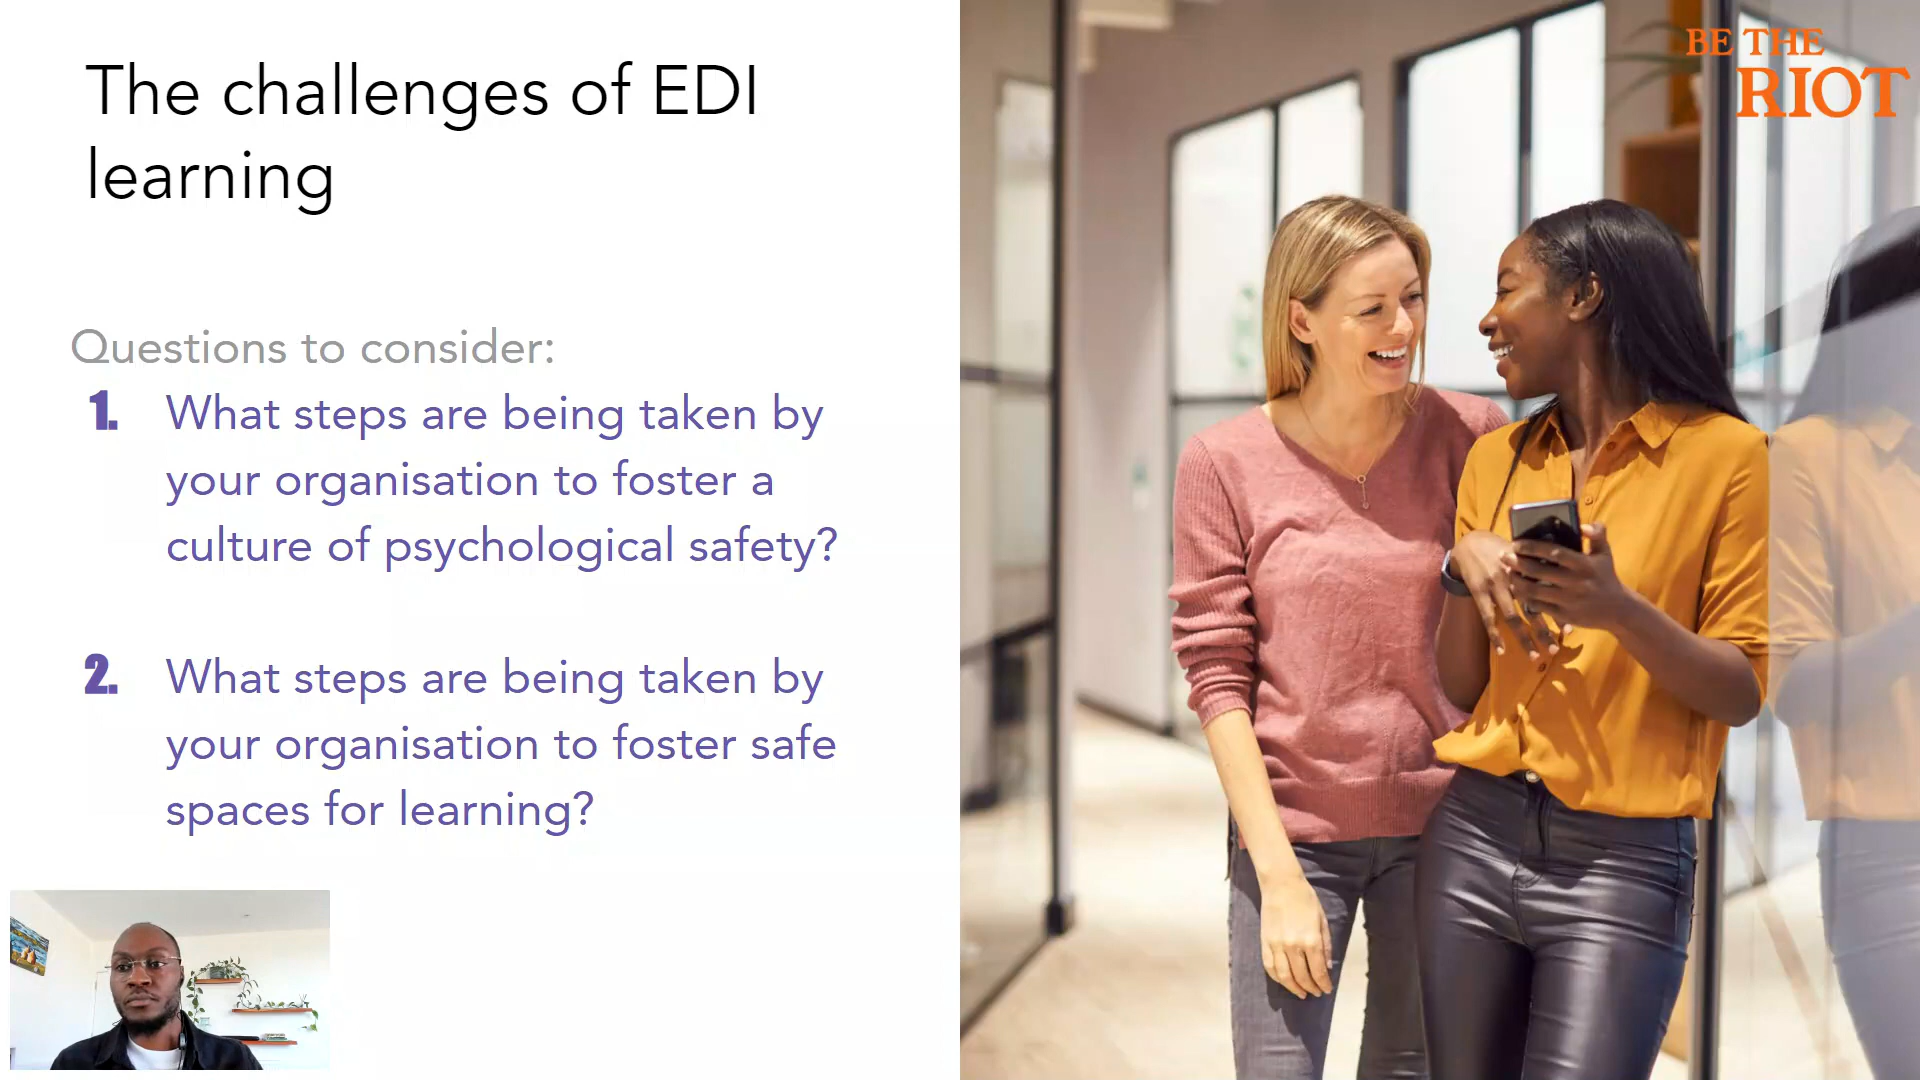 The challenges of EDI
learning
Questions to consider:
1. What steps are being taken by
your organisation to foster a
culture of psychological safety?
2. What steps are being taken by
your organisation to foster safe
spaces for learning?
BE THE
RIOT